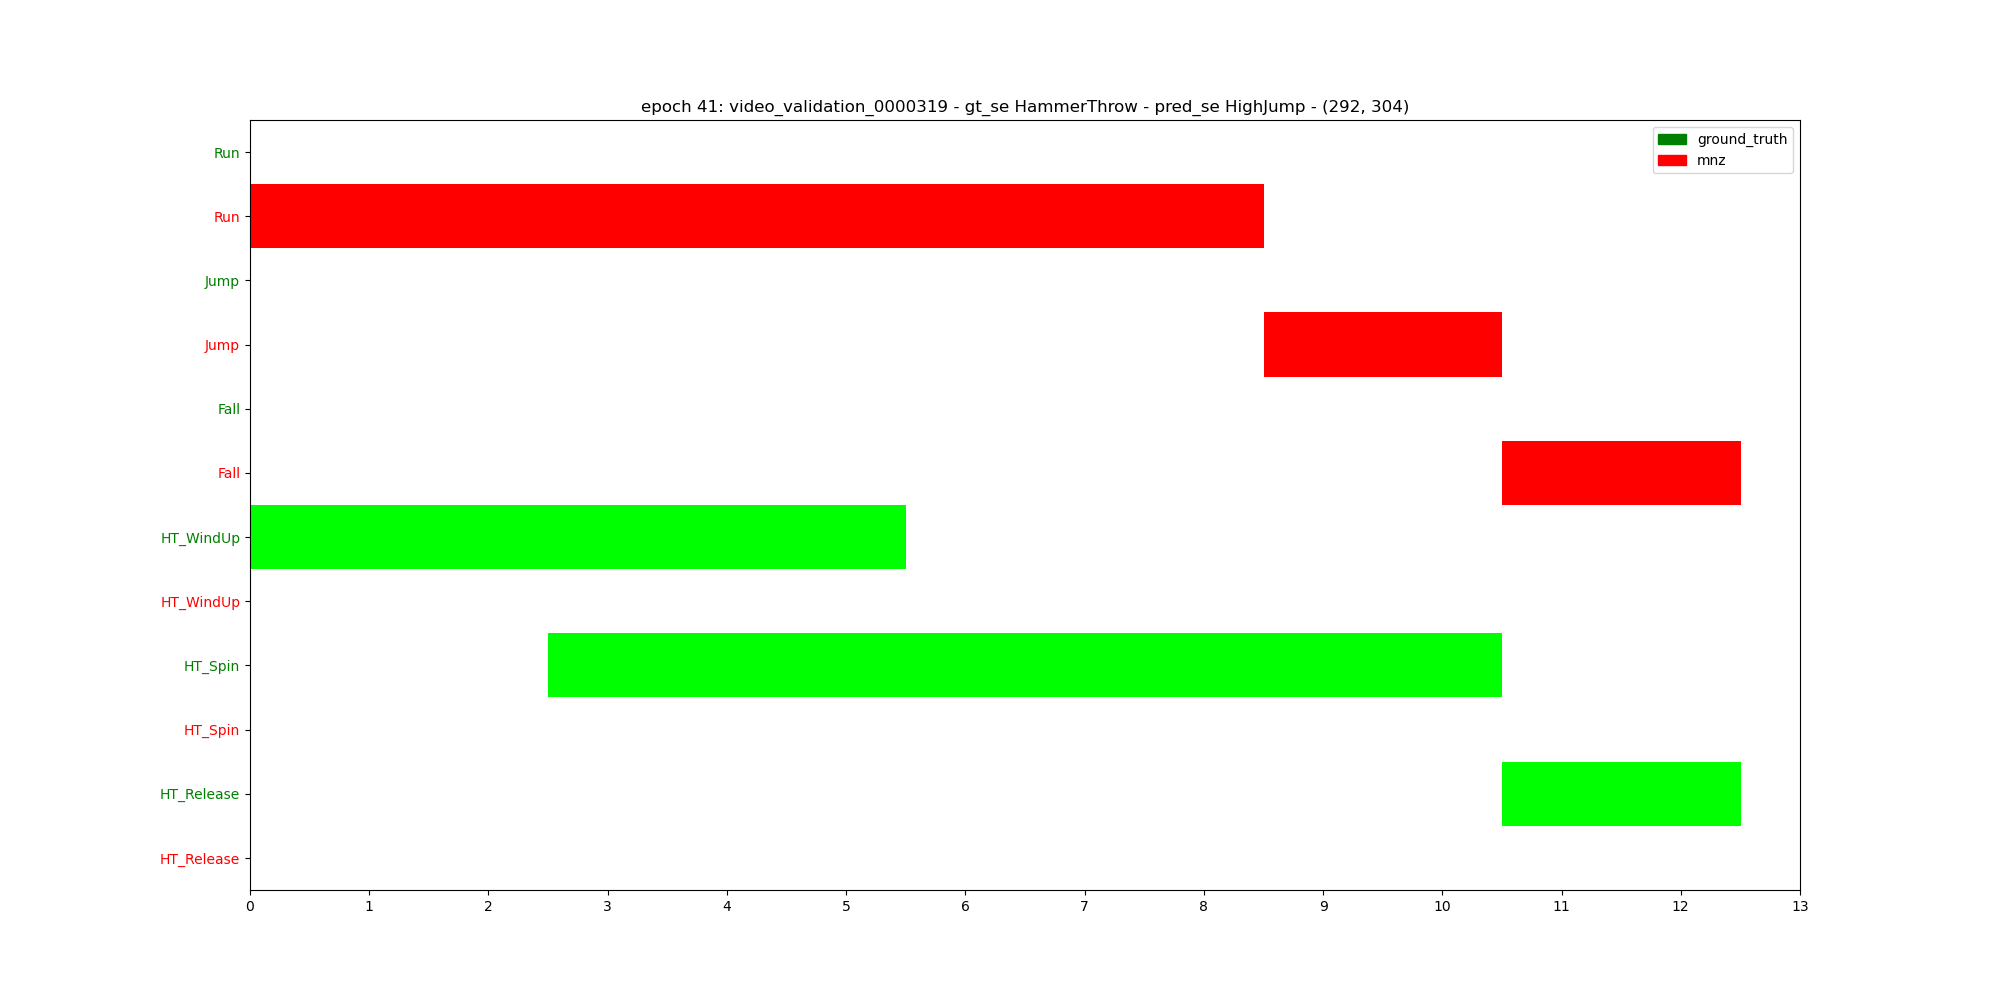 epoch 41: video_validation_0000319 - gt_se HammerThrow - pred_se HighJump - (292, 304)
ground_truth
mnz
Run
Run
Jump
Jump
Fall
Fall
HT_WindUp
HT_WindUp
HT_Spin
HT_Spin
HT_Release
HT_Release
0 1 2 3 4 5 6 7 8 9 10 11 12 13